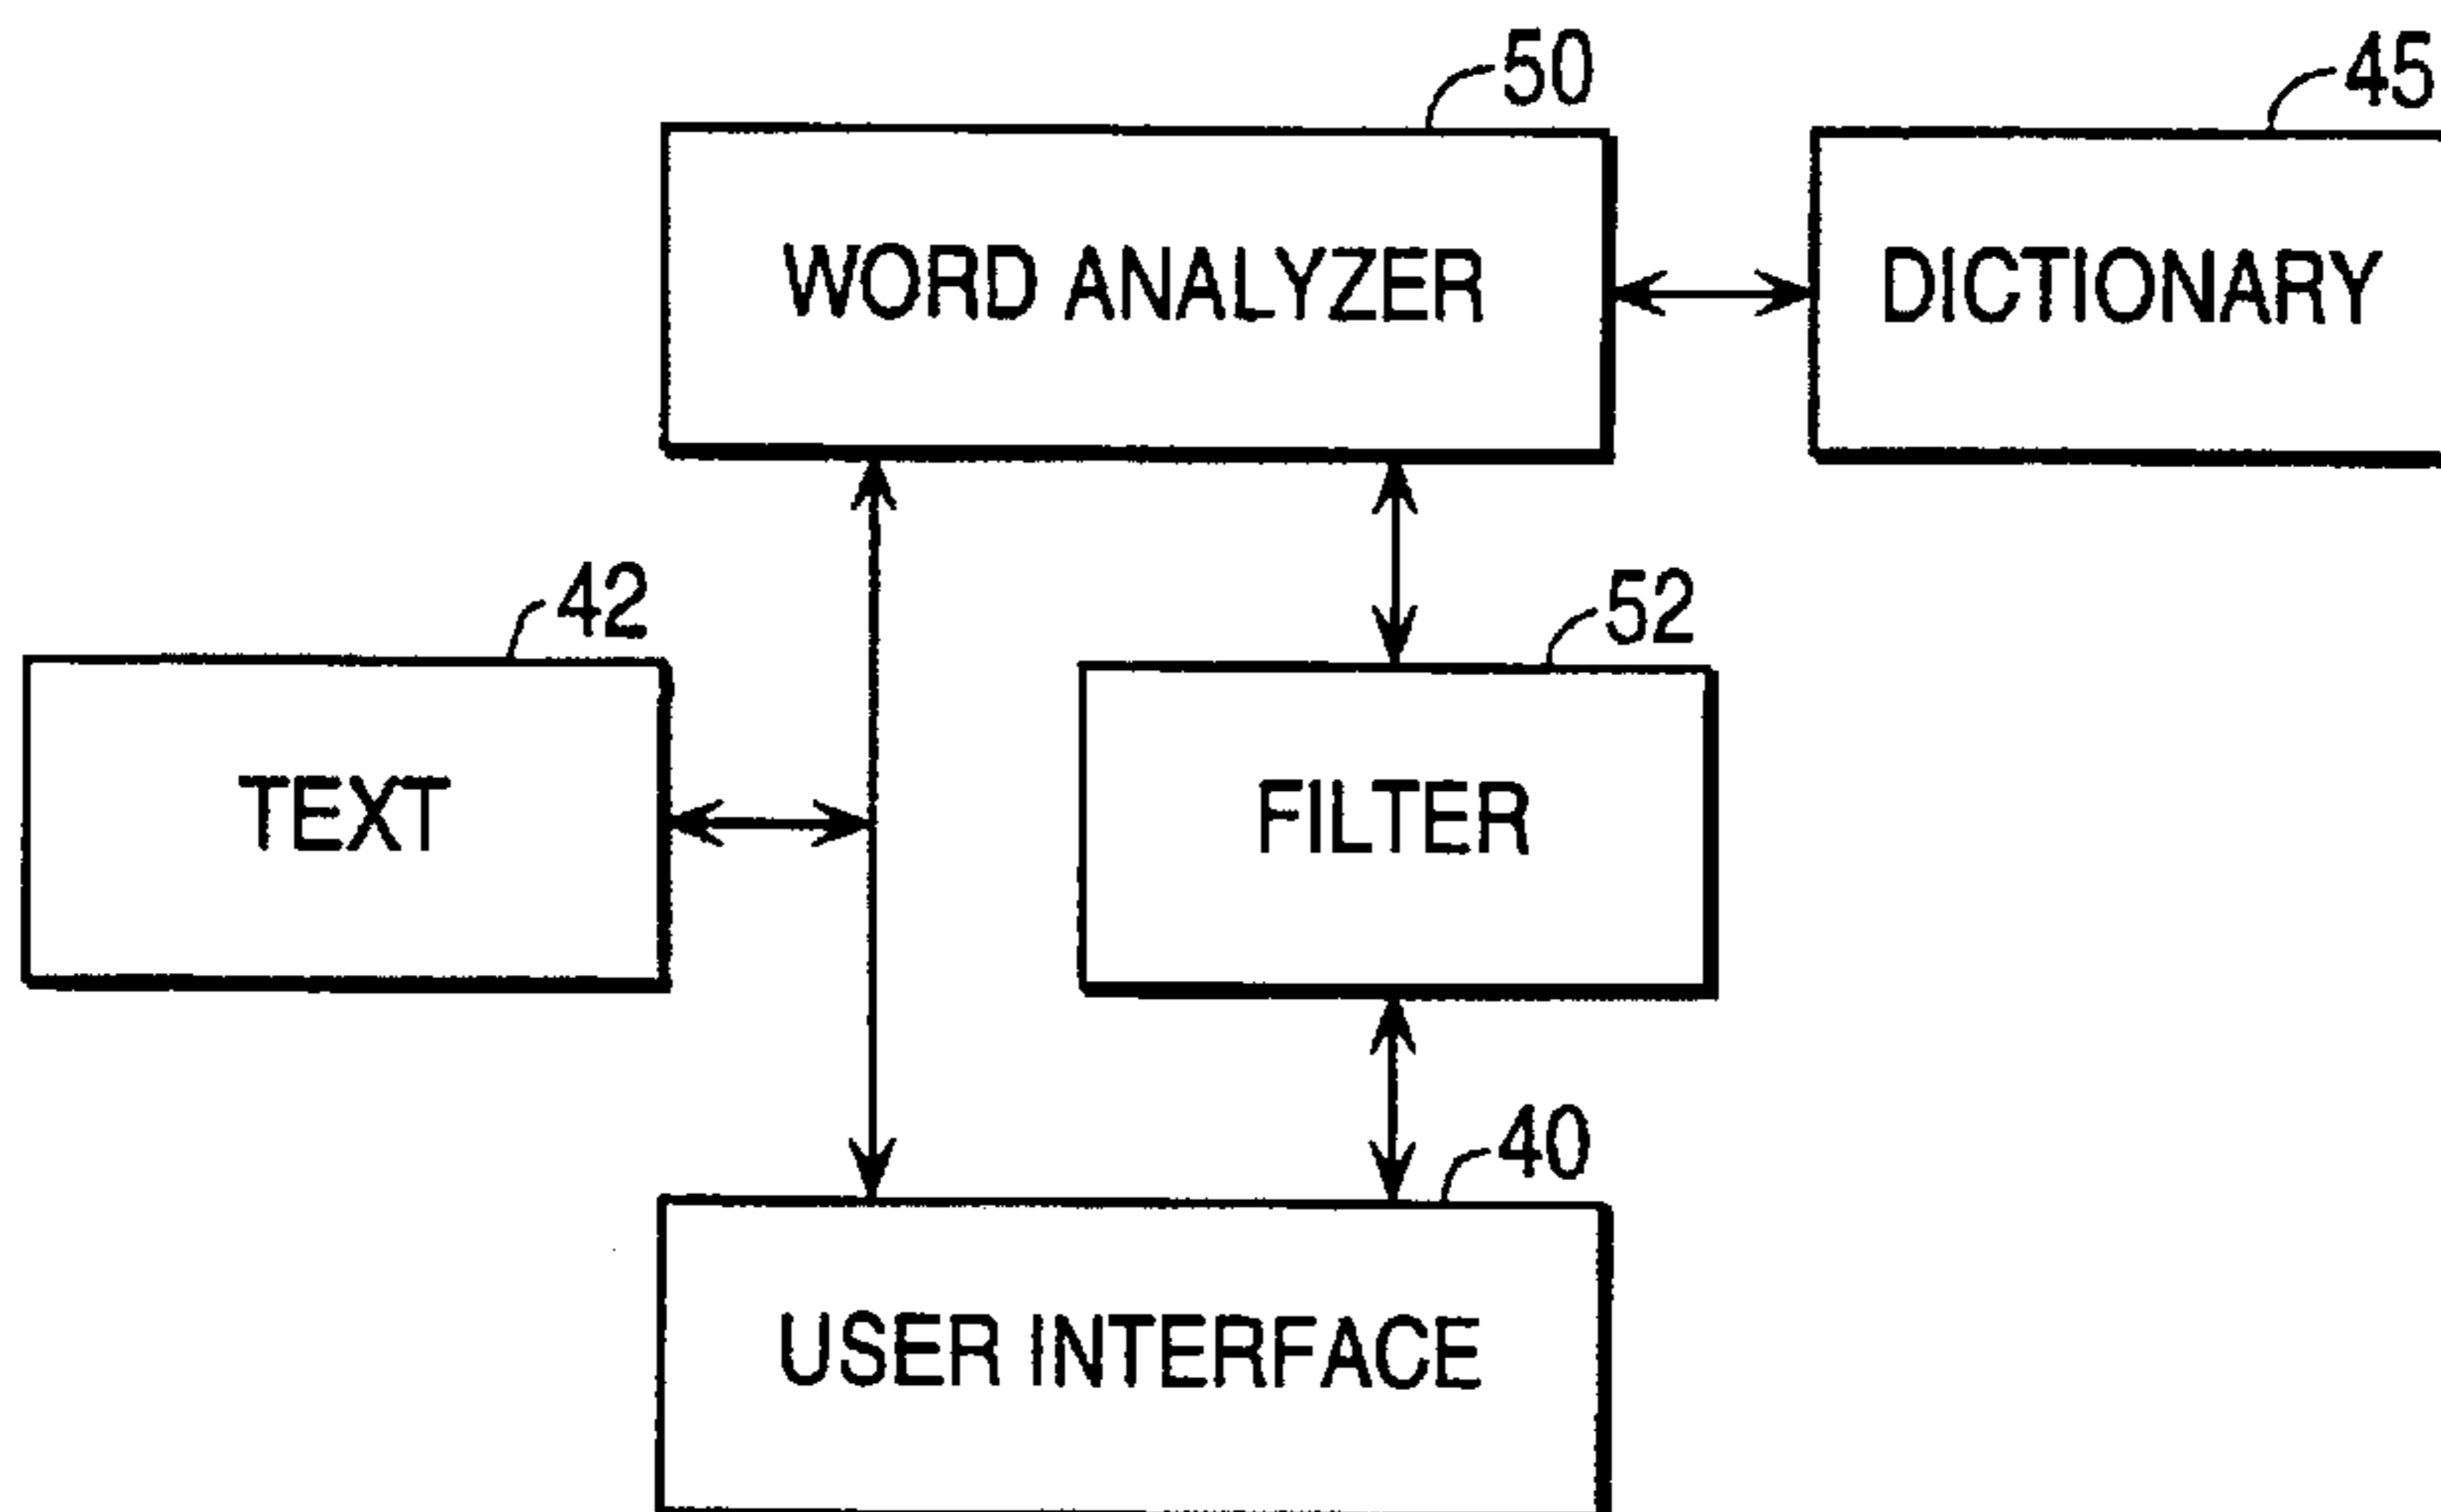 50
45
WORD ANALYZER
DICTIONARY
42
52
TEXT
FILTER
40
USER INTERFACE